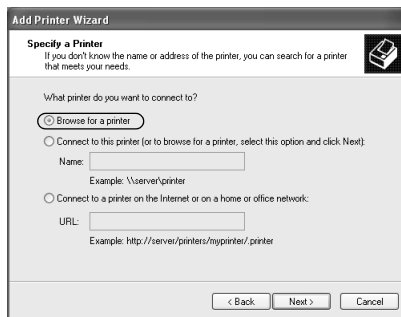 Add Printer Wizard
Specify a Printer
If you don't know the name or address of the printer, you can search for a printer
that meets your needs.
What printer do you want to connect to?
Browse for a printer
Connect to this printer (or to browse for a printer, select this option and click Next):
Name:
Example: \\server\printer
Connect to a printer on the Internet or on a home or office network:
URL:
Example: http://server/printers/myprinter/.printer
< Back Next > Cancel